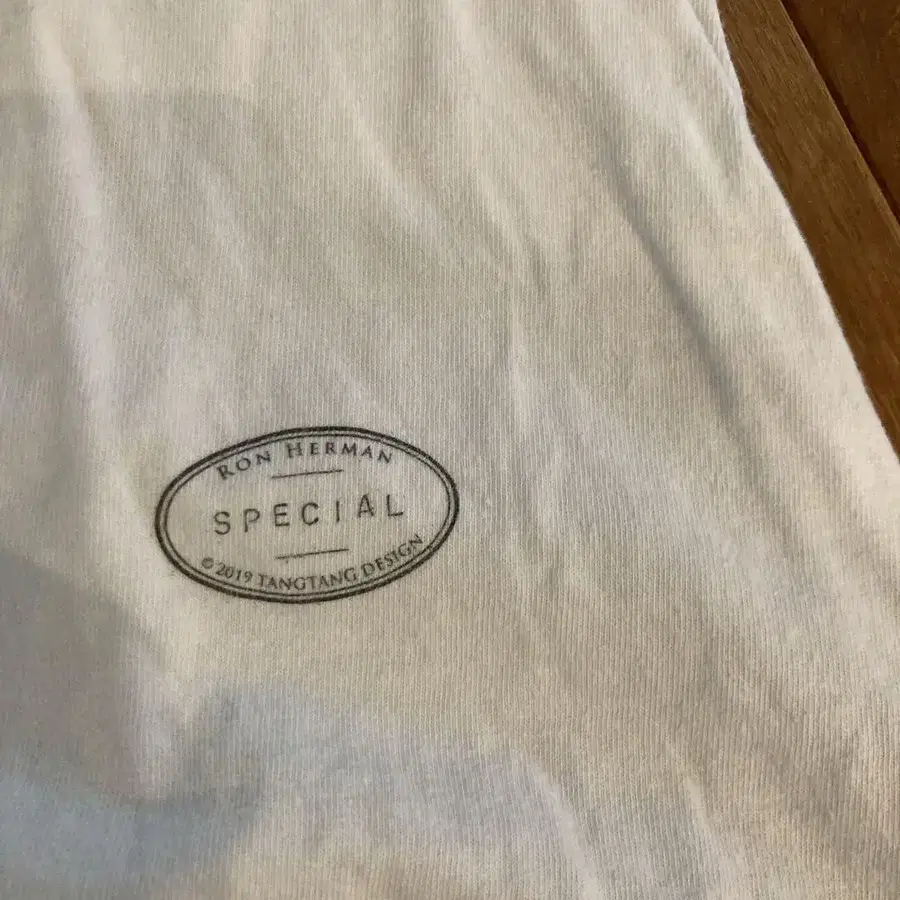 RON HERMAN
SPECIAL
© 2019 TANGTANG DESIGN